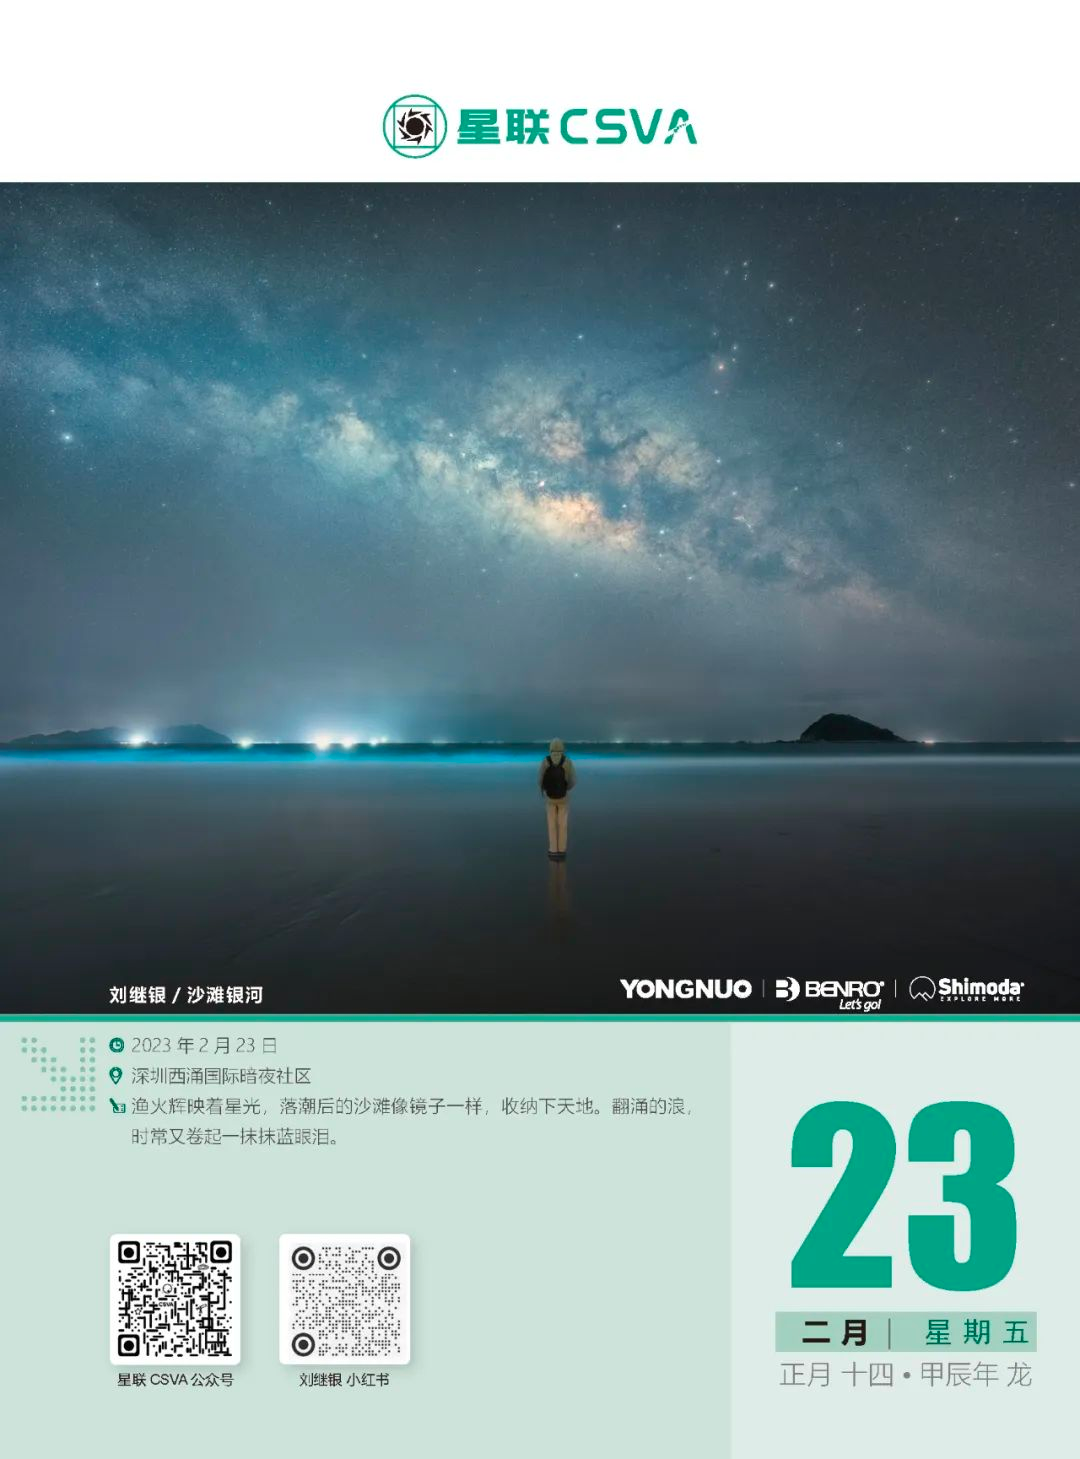 星联CSVA
刘继银 / 沙滩银河
YONGNUO
BENRO
Let's go!
Shimoda
EXPLORE MORE
2023 年 2 月 23 日
深圳西涌国际暗夜社区
渔火辉映着星光，落潮后的沙滩像镜子一样，收纳下天地。翻涌的浪，
时常又卷起一抹抹蓝眼泪。
23
二月 | 星期五
正月 十四 • 甲辰年 龙
CSVA
星联 CSVA 公众号
刘继银 小红书